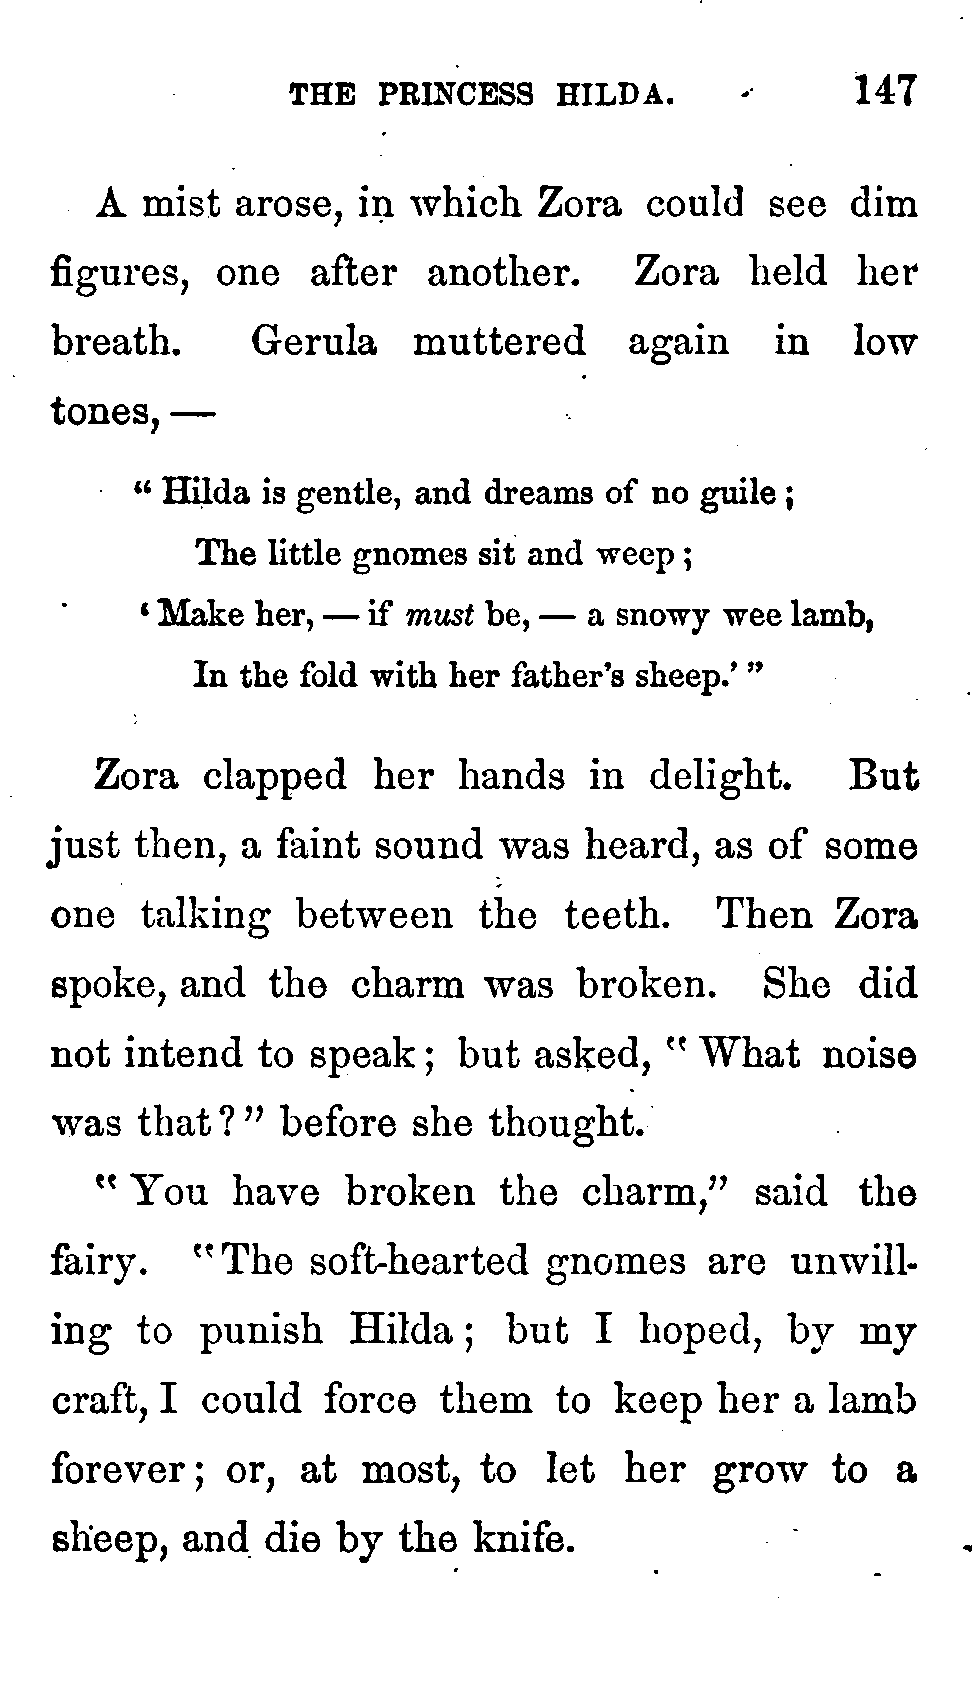 THE PRINCESS HILDA. 147
A mist arose, in which Zora could see dim
figures, one after another. Zora held her
breath. Gerula muttered again in low
tones, —
“ Hilda is gentle, and dreams of no guile ;
The little gnomes sit and weep ;
‘ Make her, — if must be, — a snowy wee lamb,
In the fold with her father’s sheep.’ ”
Zora clapped her hands in delight. But
just then, a faint sound was heard, as of some
one talking between the teeth. Then Zora
spoke, and the charm was broken. She did
not intend to speak ; but asked, “ What noise
was that ? ” before she thought.
“ You have broken the charm,” said the
fairy. “ The soft-hearted gnomes are unwill-
ing to punish Hilda ; but I hoped, by my
craft, I could force them to keep her a lamb
forever ; or, at most, to let her grow to a
sheep, and die by the knife.